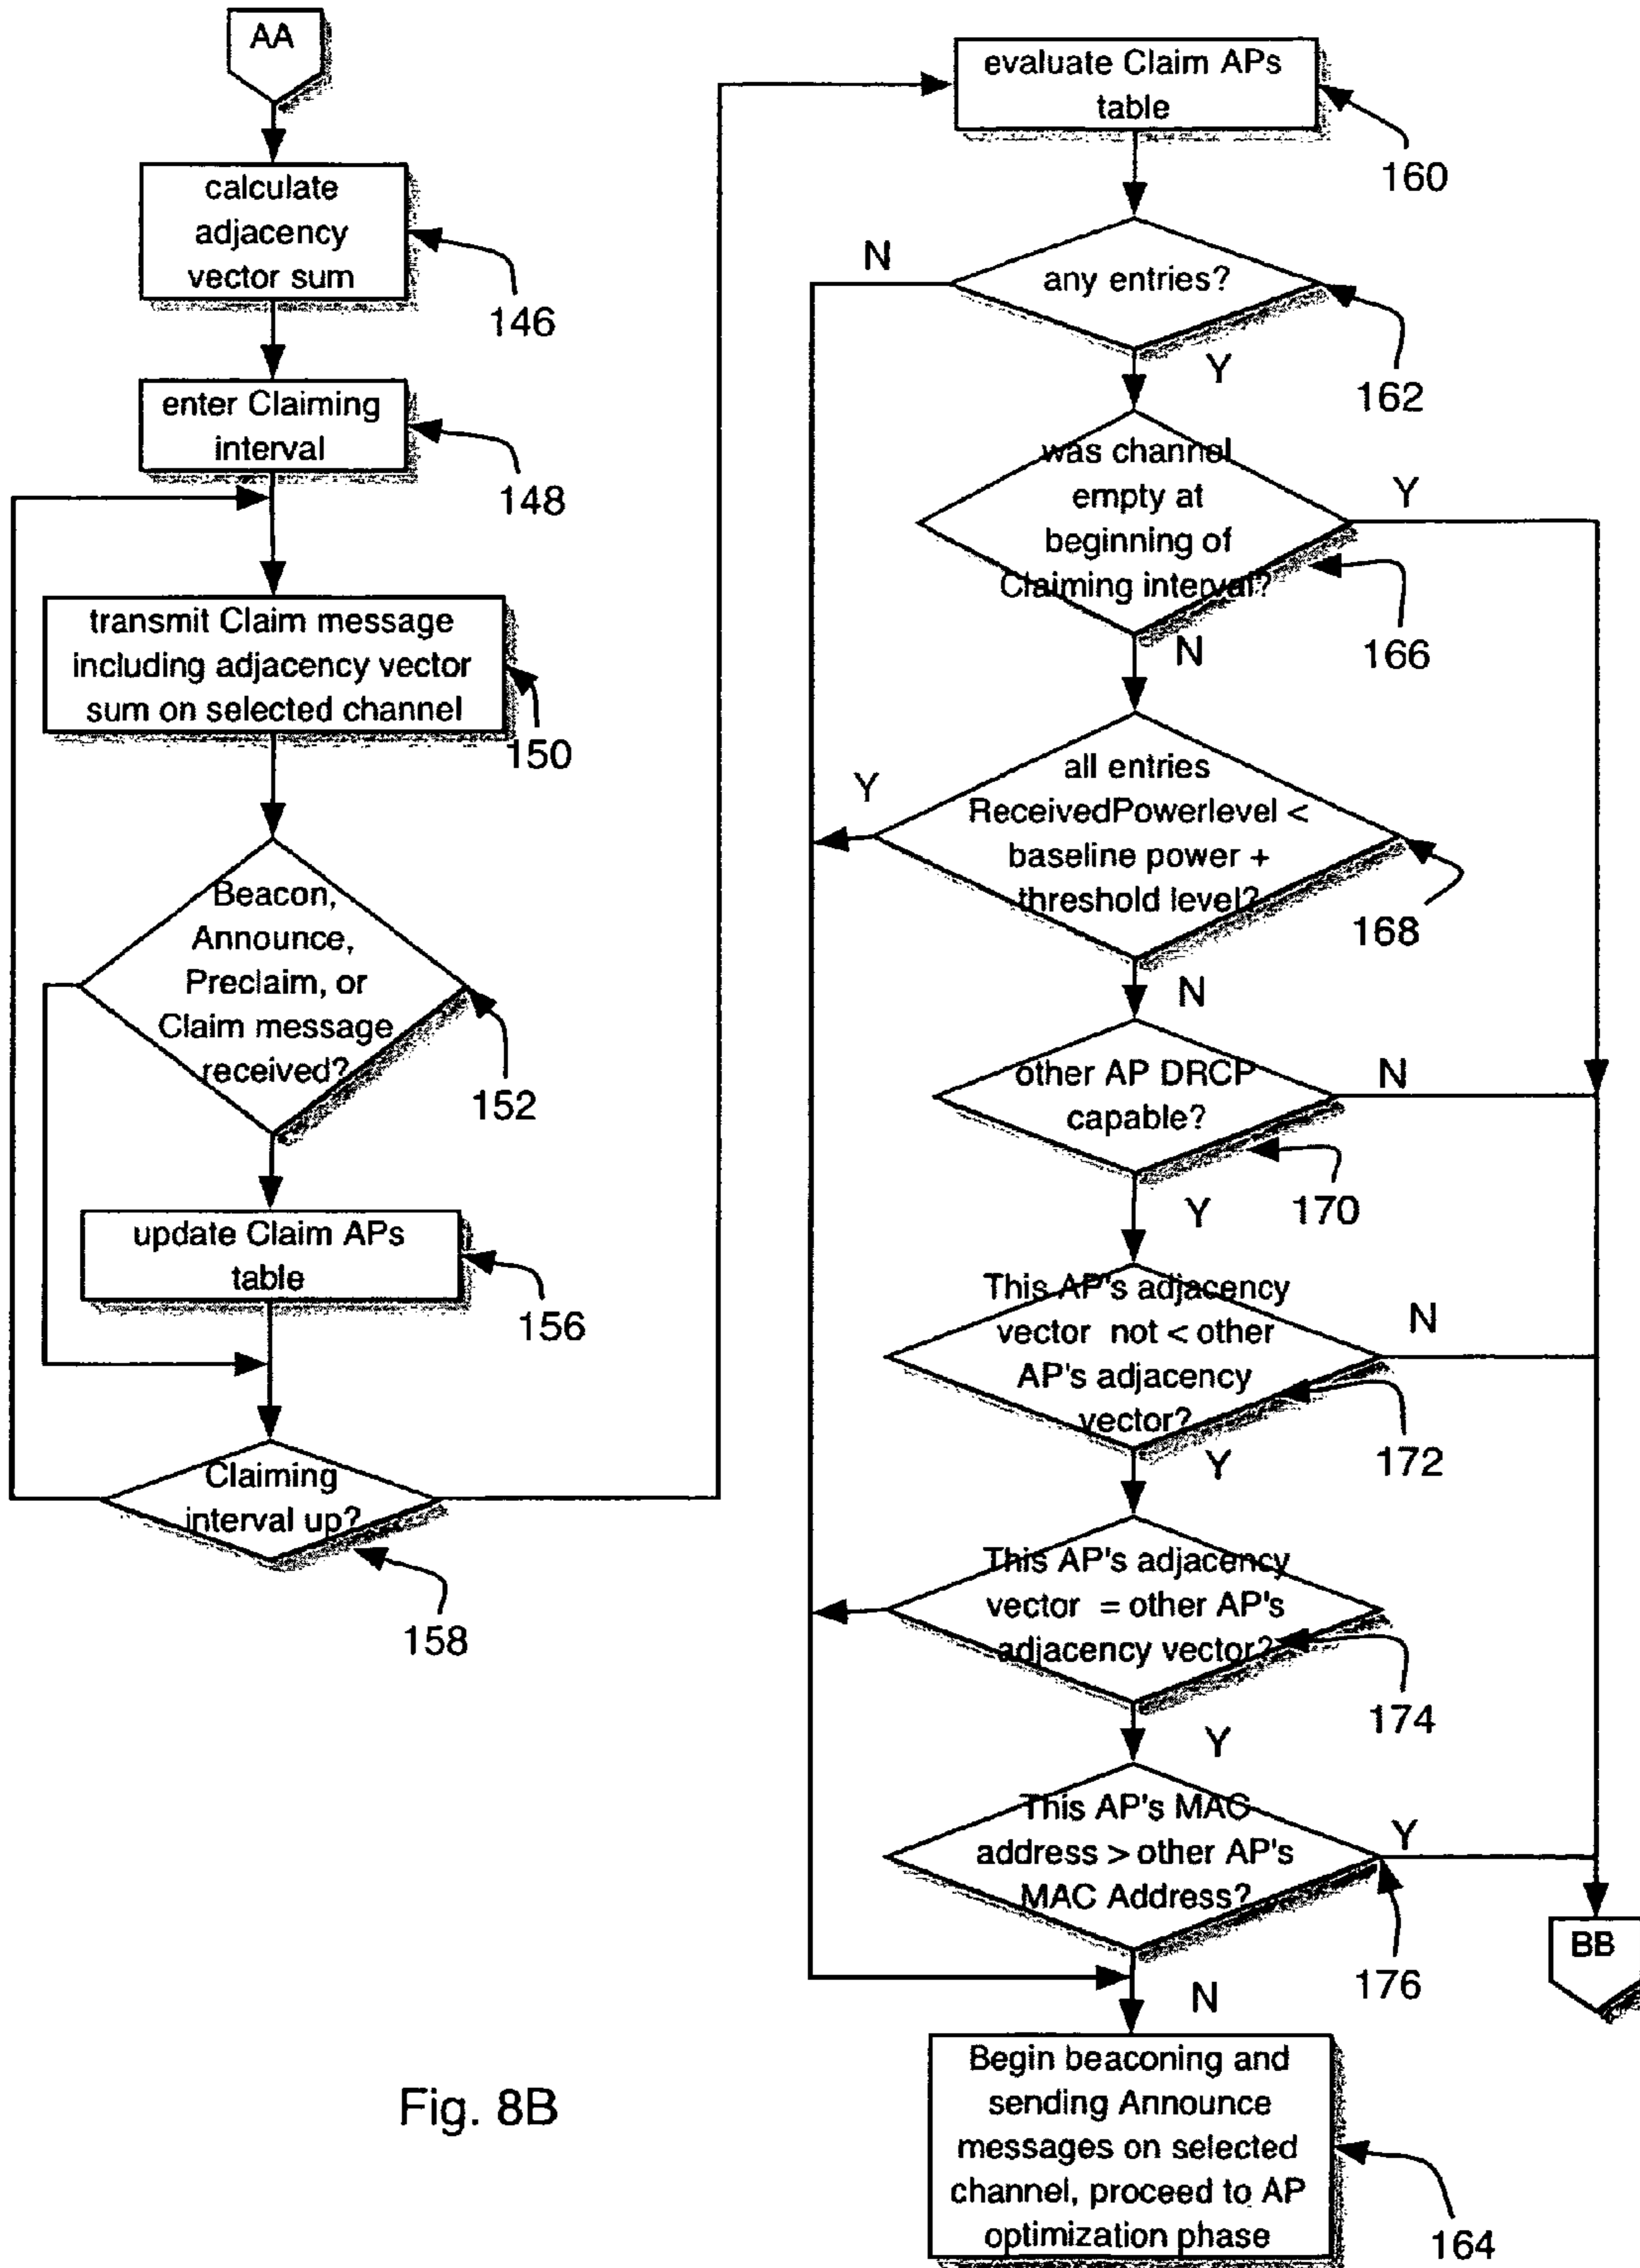 AA
calculate
adjacency
vector sum
146
enter Claiming
interval
148
transmit Claim message
including adjacency vector
sum on selected channel
150
Beacon,
Announce,
Preclaim, or
Claim message
received?
152
update Claim APs
table
156
Claiming
interval up?
158
evaluate Claim APs
table
160
any entries?
N
Y
162
was channel
empty at
beginning of
Claiming interval?
Y
N
166
all entries
ReceivedPowerlevel <
baseline power +
threshold level?
Y
N
168
other AP DRCP
capable?
N
Y
170
This AP's adjacency
vector not < other
AP's adjacency
vector?
N
Y
172
This AP's adjacency
vector = other AP's
adjacency vector?
Y
174
This AP's MAC
address > other AP's
MAC Address?
Y
N
176
BB
Begin beaconing and
sending Announce
messages on selected
channel, proceed to AP
optimization phase
164
Fig. 8B